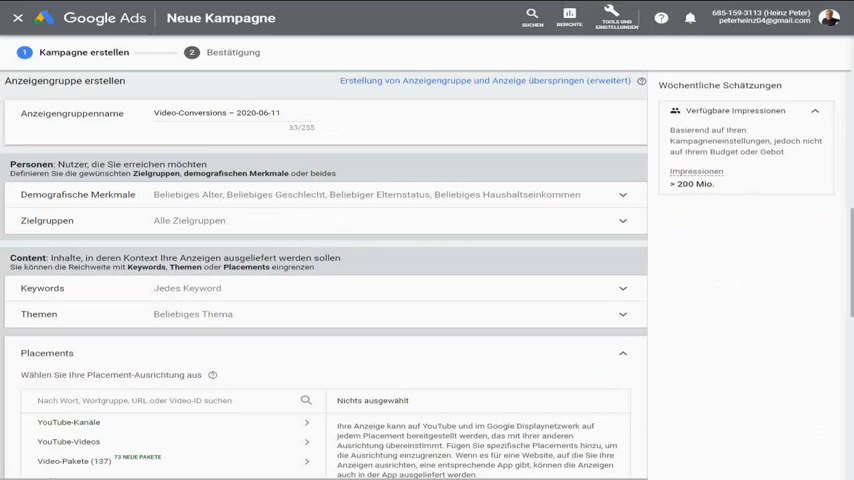 Google Ads
Neue Kampagne
SUCHEN
BERICHTE
TOOLS UND
EINSTELLUNGEN
685-159-3113 (Heinz Peter)
peterheinz04@gmail.com
1 Kampagne erstellen
2 Bestätigung
Anzeigengruppe erstellen
Erstellung von Anzeigengruppe und Anzeige überspringen (erweitert)
Anzeigengruppenname
Video-Conversions – 2020-06-11
33/255
Personen: Nutzer, die Sie erreichen möchten
Definieren Sie die gewünschten Zielgruppen, demografischen Merkmale oder beides
Demografische Merkmale
Beliebiges Alter, Beliebiges Geschlecht, Beliebiger Elternstatus, Beliebiges Haushaltseinkommen
Zielgruppen
Alle Zielgruppen
Content: Inhalte, in deren Kontext Ihre Anzeigen ausgeliefert werden sollen
Sie können die Reichweite mit Keywords, Themen oder Placements eingrenzen
Keywords
Jedes Keyword
Themen
Beliebiges Thema
Placements
Wählen Sie Ihre Placement-Ausrichtung aus
Nach Wort, Wortgruppe, URL oder Video-ID suchen
YouTube-Kanäle
YouTube-Videos
Video-Pakete (137) 73 NEUE PAKETE
Nichts ausgewählt
Ihre Anzeige kann auf YouTube und im Google Displaynetzwerk auf
jedem Placement bereitgestellt werden, das mit Ihrer anderen
Ausrichtung übereinstimmt. Fügen Sie spezifische Placements hinzu, um
die Ausrichtung einzugrenzen. Wenn es für eine Website, auf die Sie Ihre
Anzeigen ausrichten, eine entsprechende App gibt, können die Anzeigen
auch in der App ausgeliefert werden.
Wöchentliche Schätzungen
Verfügbare Impressionen
Basierend auf Ihren
Kampagneneinstellungen, jedoch nicht
auf Ihrem Budget oder Gebot
Impressionen
> 200 Mio.